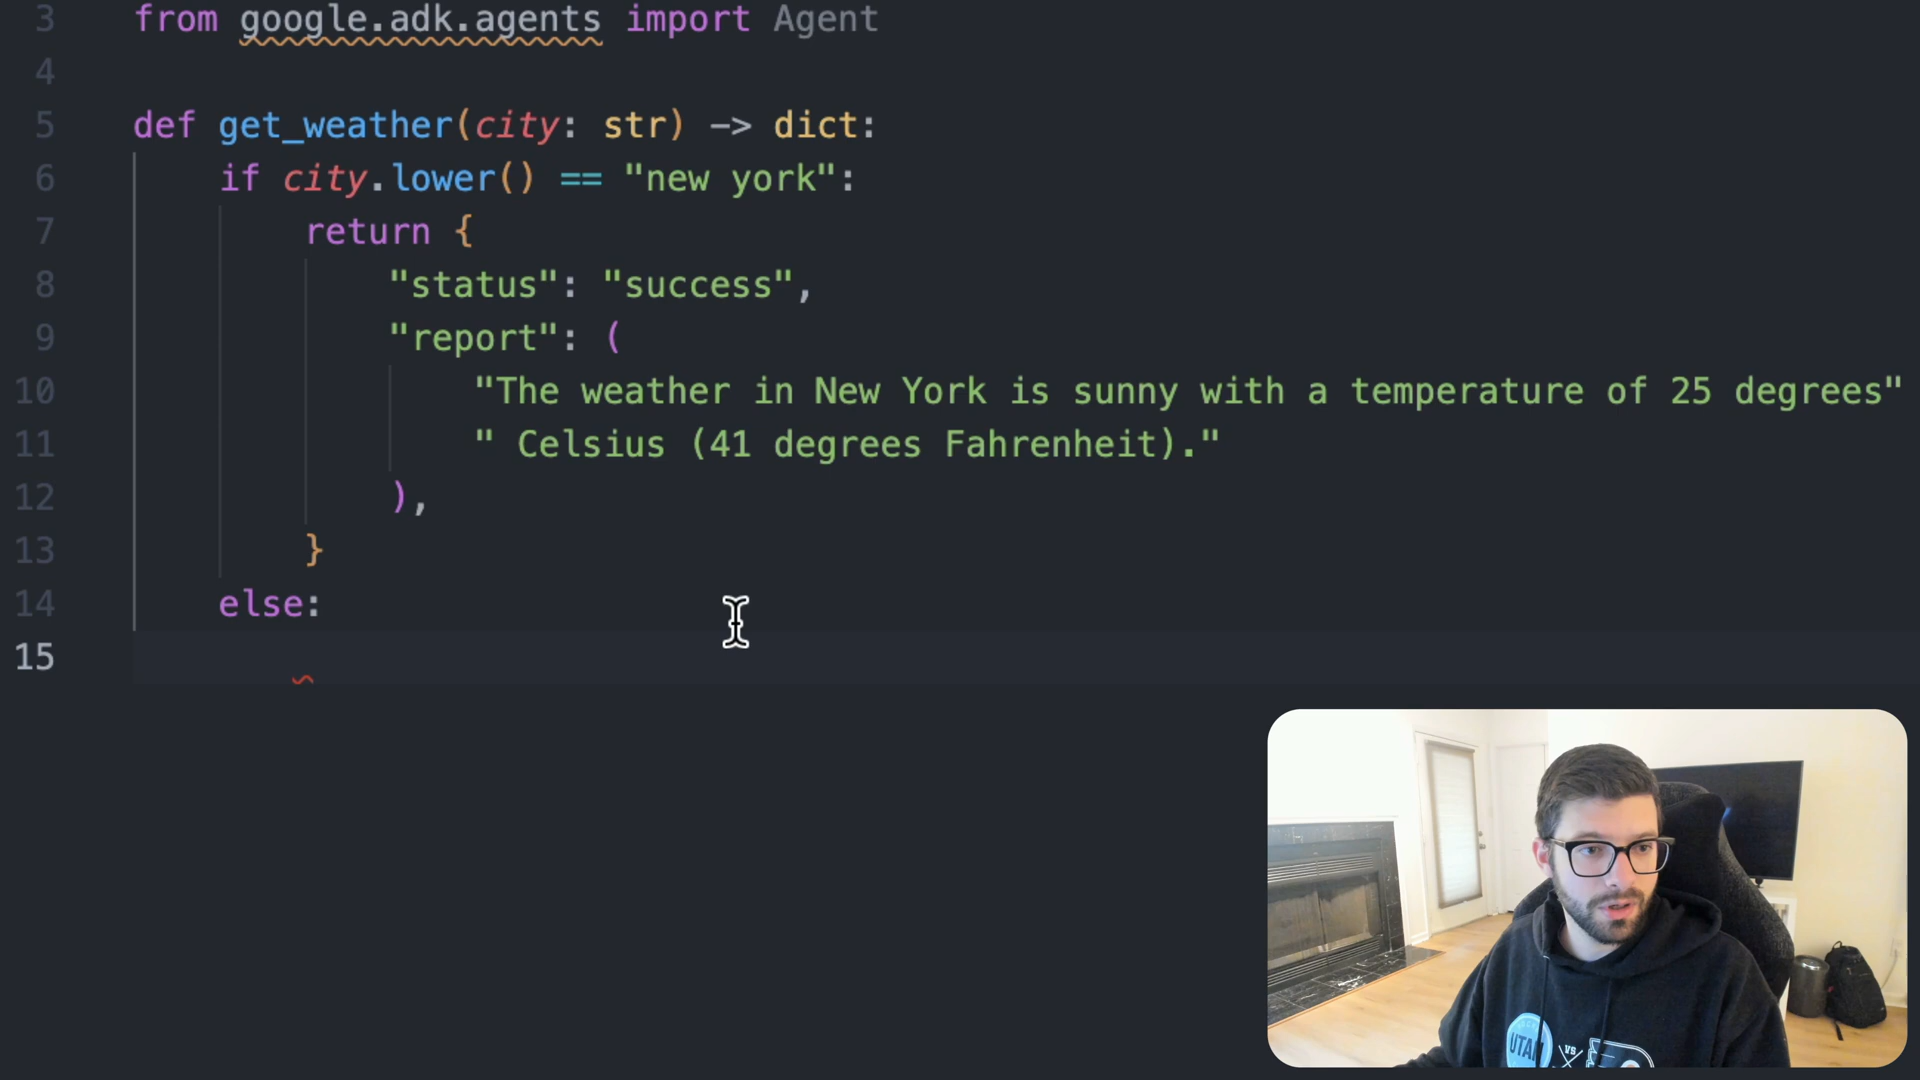 3 from google.adk.agents import Agent
4
5 def get_weather(city: str) -> dict:
6 if city.lower() == "new york":
7 return {
8 "status": "success",
9 "report": (
10 "The weather in New York is sunny with a temperature of 25 degrees"
11 " Celsius (41 degrees Fahrenheit)."
12 ),
13 }
14 else:
15
UTAH
VS